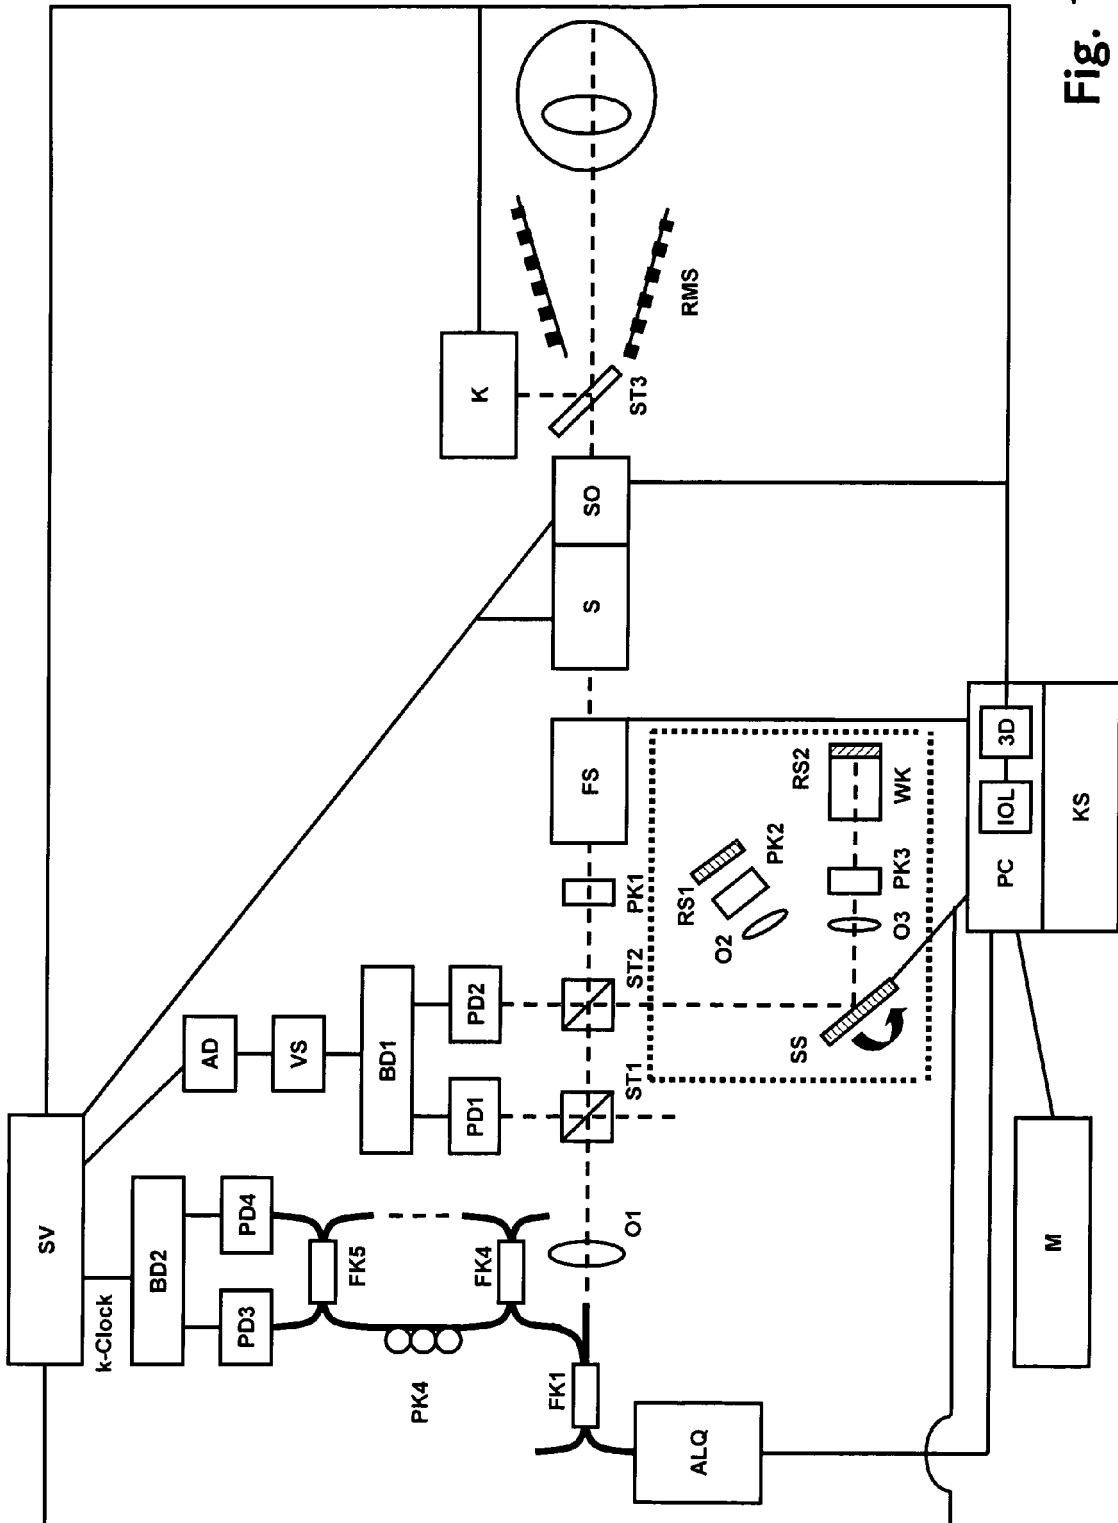 SV
k-Clock
BD2
PD3
PD4
AD
VS
FK5
BD1
PK4
PD1
PD2
FK4
K
FK1
FS
S
SO
O1
ST1
ST2
PK1
ST3
RMS
RS1
ALQ
O2
PK2
SS
RS2
O3
PK3
WK
PC
IOL
3D
M
KS
Fig.